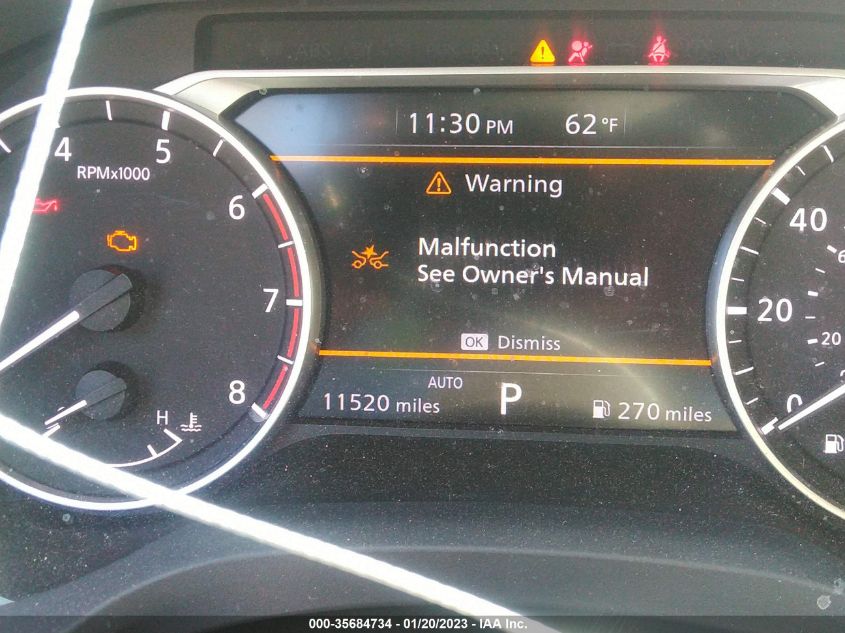 11:30 PM 62 °F
4 5 6 7 8
RPMx1000
Warning
Malfunction
See Owner's Manual
OK Dismiss
AUTO
11520 miles P 270 miles
H
40
20
20
0
000-35684734 - 01/20/2023 - IAA Inc.